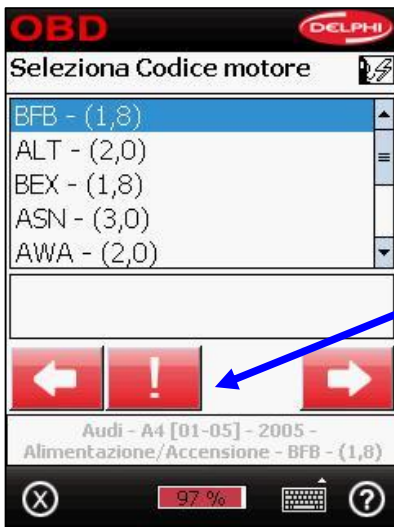 OBD
DELPHI
Seleziona Codice motore
BFB - (1,8)
ALT - (2,0)
BEX - (1,8)
ASN - (3,0)
AWA - (2,0)
!
Audi - A4 [01-05] - 2005 -
Alimentazione/Accensione - BFB - (1,8)
X
97 %
?